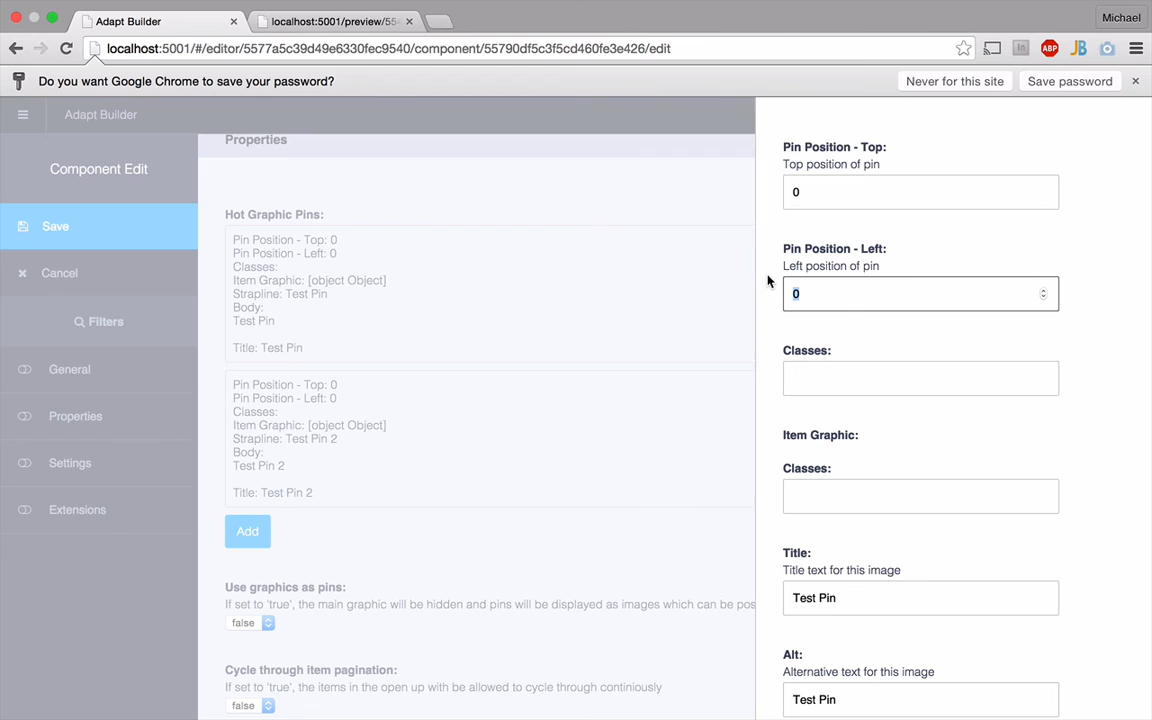 Adapt Builder
localhost:5001/preview/55
Michael
localhost:5001/#/editor/5577a5c39d49e6330fec9540/component/55790df5c3f5cd460fe3e426/edit
ABP
JB
Do you want Google Chrome to save your password?
Never for this site
Save password
Adapt Builder
Component Edit
Save
Cancel
Filters
General
Properties
Settings
Extensions
Properties
Hot Graphic Pins:
Pin Position - Top: 0
Pin Position - Left: 0
Classes:
Item Graphic: [object Object]
Strapline: Test Pin
Body:
Test Pin
Title: Test Pin
Pin Position - Top: 0
Pin Position - Left: 0
Classes:
Item Graphic: [object Object]
Strapline: Test Pin 2
Body:
Test Pin 2
Title: Test Pin 2
Add
Use graphics as pins:
If set to 'true', the main graphic will be hidden and pins will be displayed as images which can be pos
false
Cycle through item pagination:
If set to 'true', the items in the open up with be allowed to cycle through continiously
false
Pin Position - Top:
Top position of pin
0
Pin Position - Left:
Left position of pin
0
Classes:
Item Graphic:
Classes:
Title:
Title text for this image
Test Pin
Alt:
Alternative text for this image
Test Pin